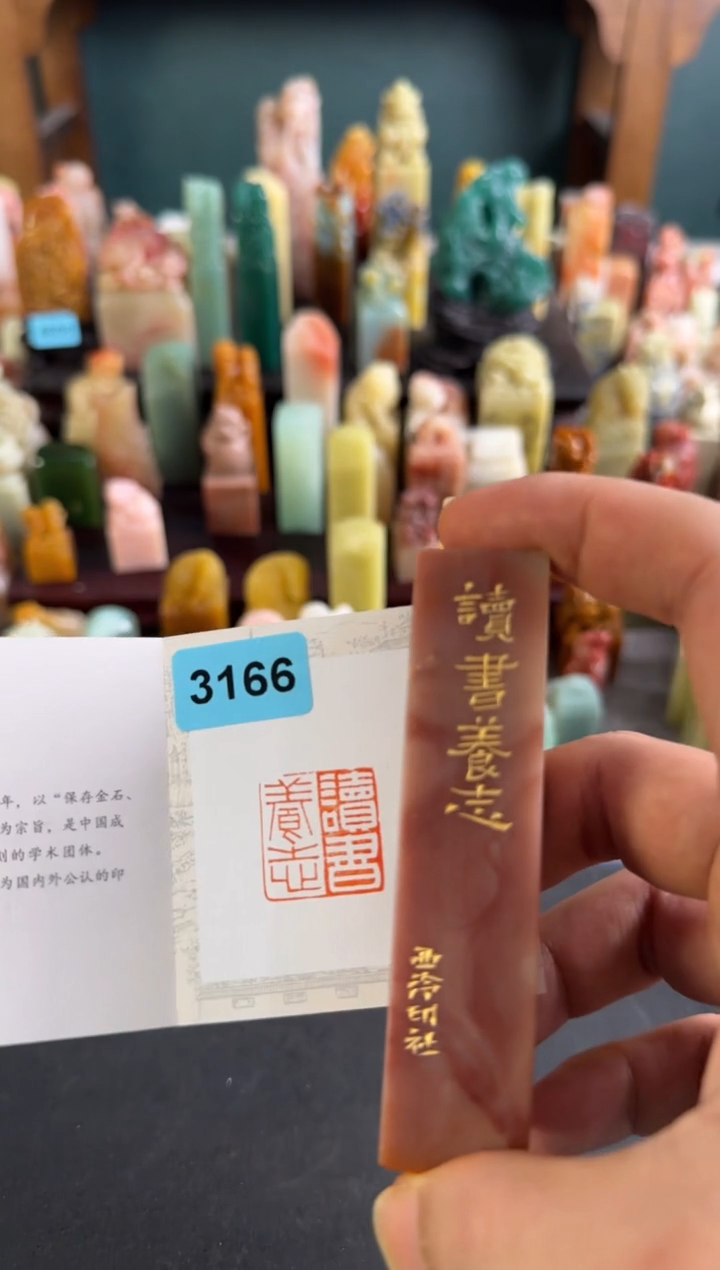 讀書養志
西泠印社
3166
讀書
養志
年，以“保存金石、
为宗旨，是中国成
刻的学术团体。
为国内外公认的印